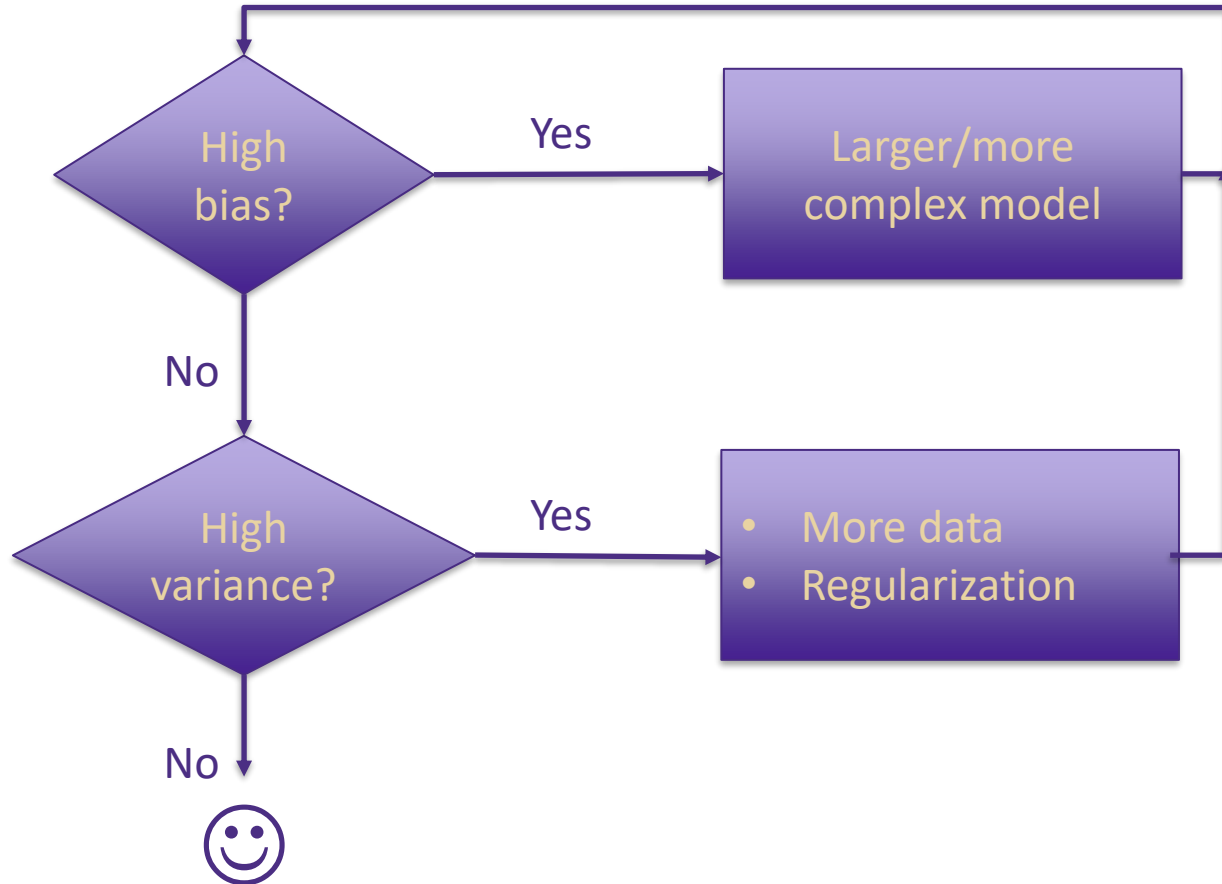 High
bias?
Yes
Larger/more
complex model
No
High
variance?
Yes
• More data
• Regularization
No